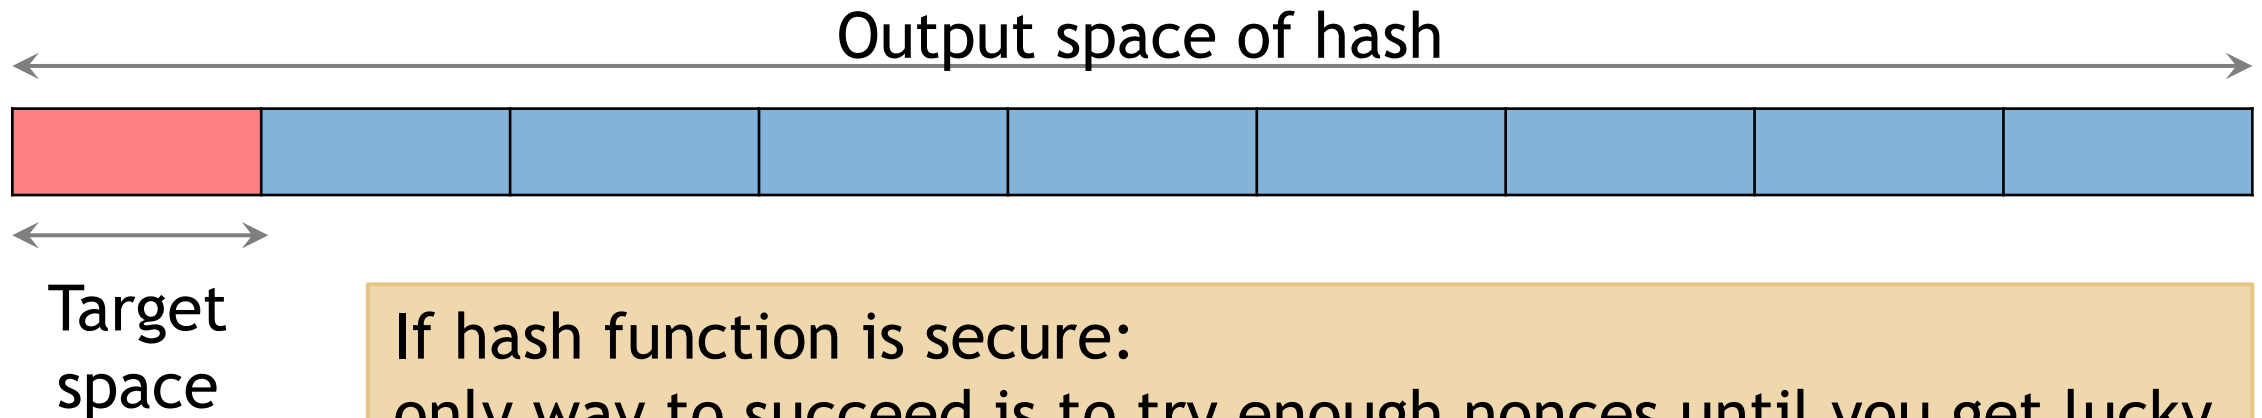 Output space of hash
Target
space
If hash function is secure:
only way to succeed is to try enough nonces until you get lucky